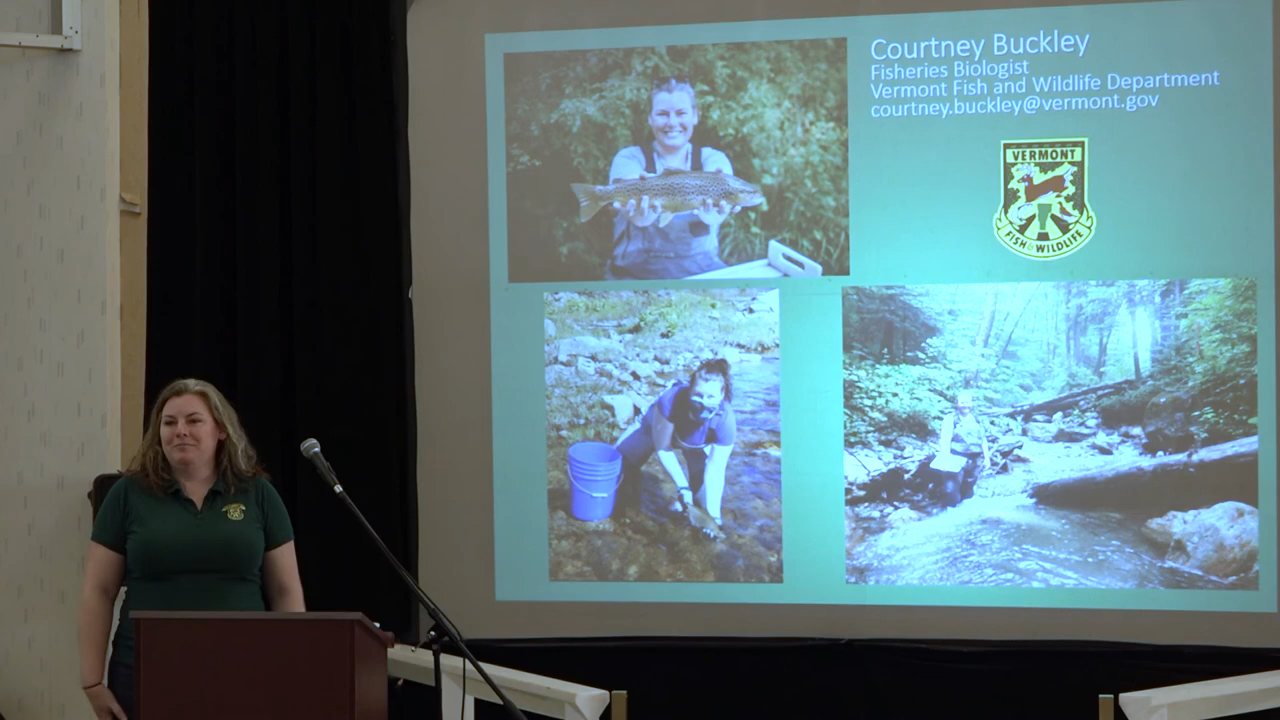 Courtney Buckley
Fisheries Biologist
Vermont Fish and Wildlife Department
courtney.buckley@vermont.gov
VERMONT
FISH & WILDLIFE